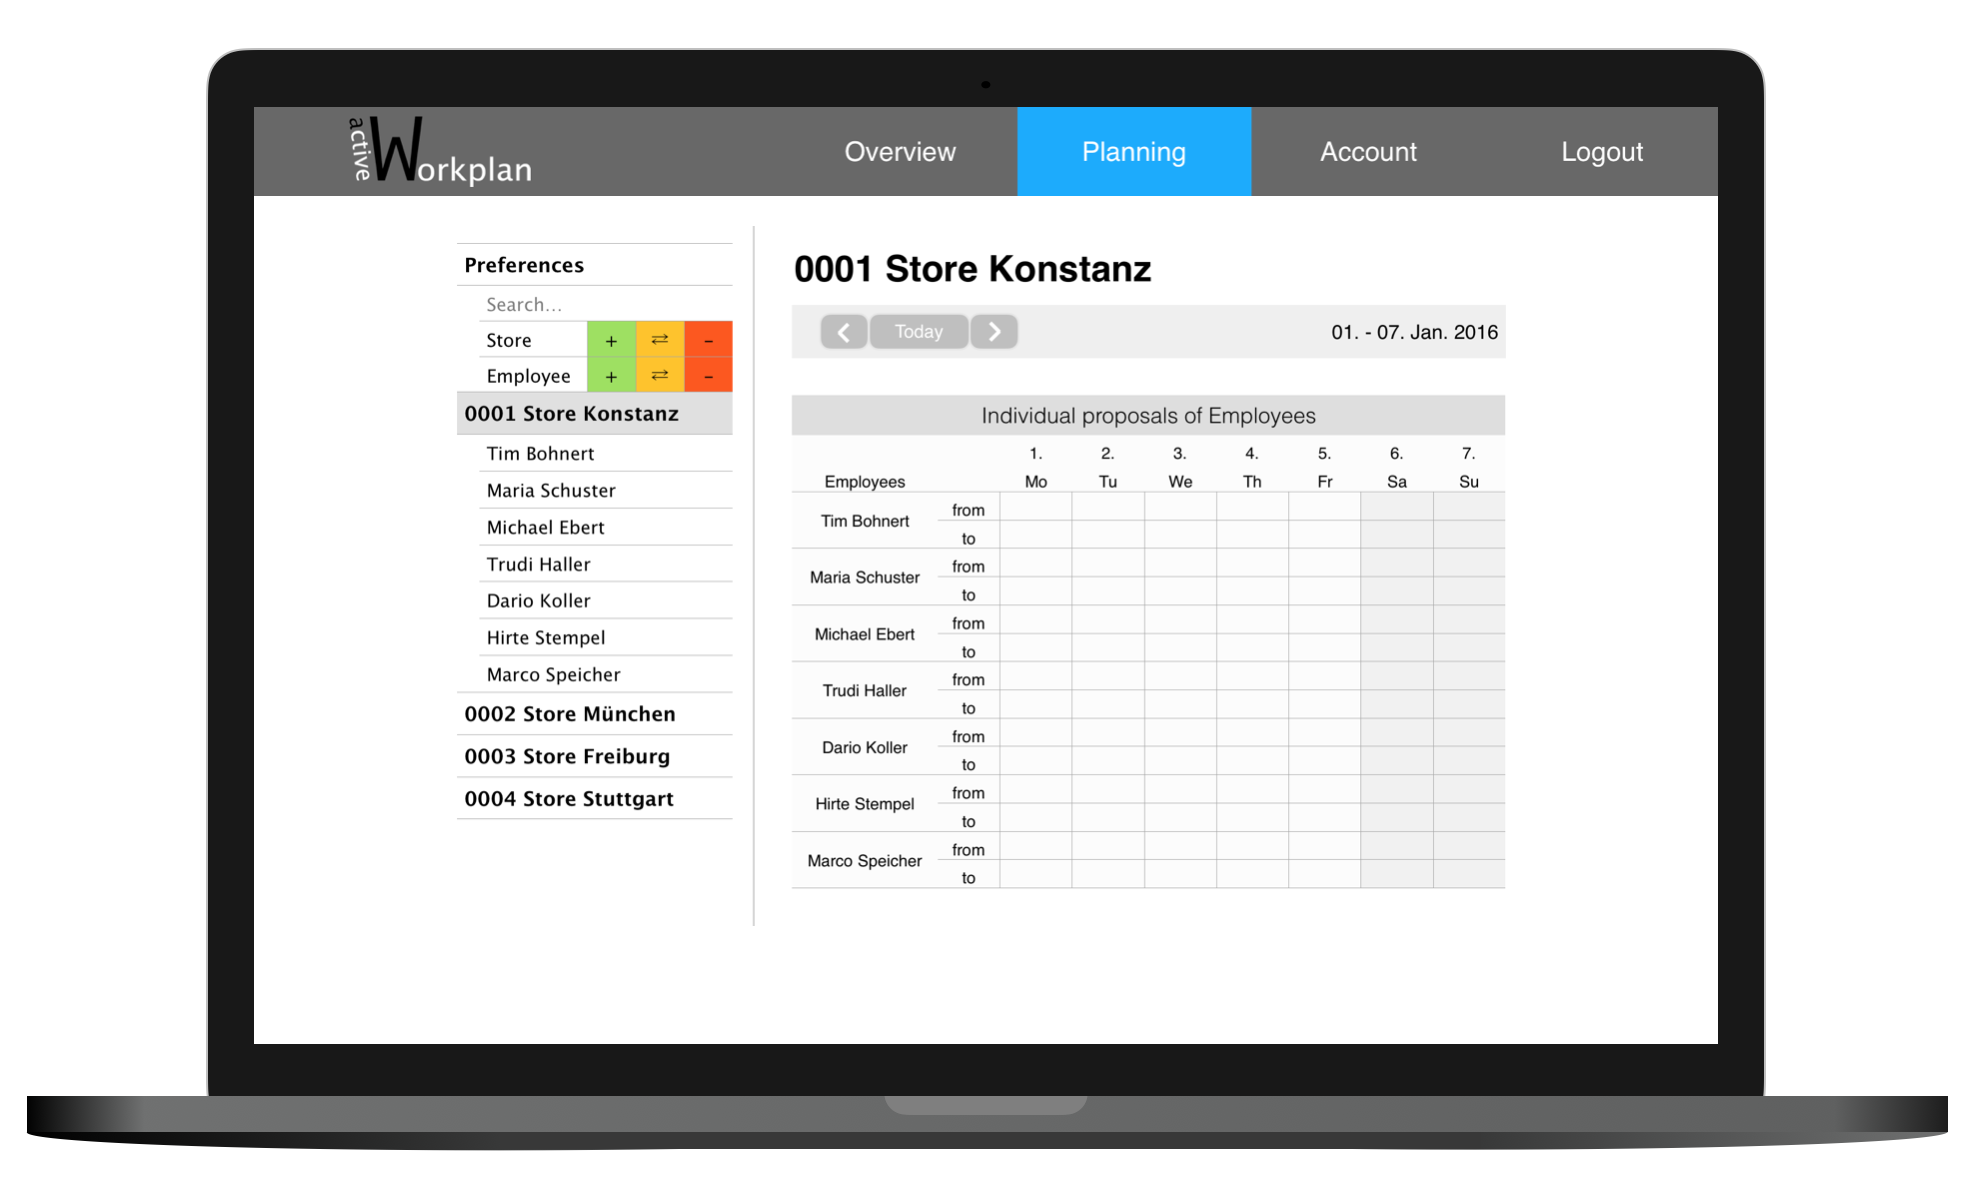 active Workplan
Overview Planning Account Logout
Preferences
Search...
Store + ⇄ -
Employee + ⇄ -
0001 Store Konstanz
Tim Bohnert
Maria Schuster
Michael Ebert
Trudi Haller
Dario Koller
Hirte Stempel
Marco Speicher
0002 Store München
0003 Store Freiburg
0004 Store Stuttgart
0001 Store Konstanz
Today 01. - 07. Jan. 2016
Individual proposals of Employees
1. 2. 3. 4. 5. 6. 7.
Employees Mo Tu We Th Fr Sa Su
Tim Bohnert from
to
Maria Schuster from
to
Michael Ebert from
to
Trudi Haller from
to
Dario Koller from
to
Hirte Stempel from
to
Marco Speicher from
to